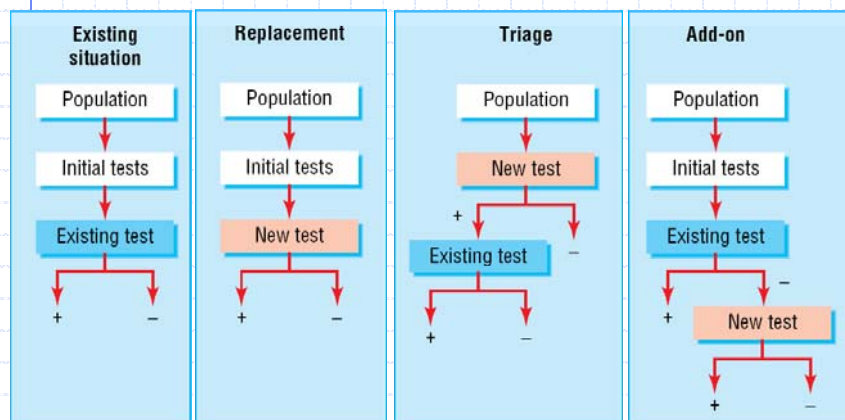 Existing
situation
Population
Initial tests
Existing test
+
–
Replacement
Population
Initial tests
New test
+
–
Triage
Population
New test
+
–
Existing test
+
–
Add-on
Population
Initial tests
Existing test
+
–
New test
+
–